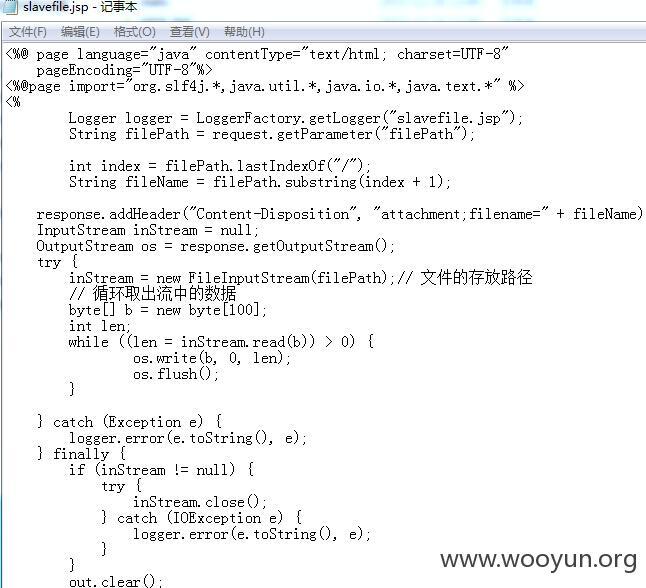 slavefile.jsp - 记事本
文件(F) 编辑(E) 格式(O) 查看(V) 帮助(H)
<%@ page language="java" contentType="text/html; charset=UTF-8"
    pageEncoding="UTF-8"%>
<%@page import="org.slf4j.*,java.util.*,java.io.*,java.text.*" %>
<%
        Logger logger = LoggerFactory.getLogger("slavefile.jsp");
        String filePath = request.getParameter("filePath");

        int index = filePath.lastIndexOf("/");
        String fileName = filePath.substring(index + 1);

    response.addHeader("Content-Disposition", "attachment;filename=" + fileName)
    InputStream inStream = null;
    OutputStream os = response.getOutputStream();
    try {
        inStream = new FileInputStream(filePath);// 文件的存放路径
        // 循环取出流中的数据
        byte[] b = new byte[100];
        int len;
        while ((len = inStream.read(b)) > 0) {
                os.write(b, 0, len);
                os.flush();
        }

    } catch (Exception e) {
        logger.error(e.toString(), e);
    } finally {
        if (inStream != null) {
            try {
                inStream.close();
            } catch (IOException e) {
                logger.error(e.toString(), e);
            }
        }
        out.clear();
www.wooyun.org